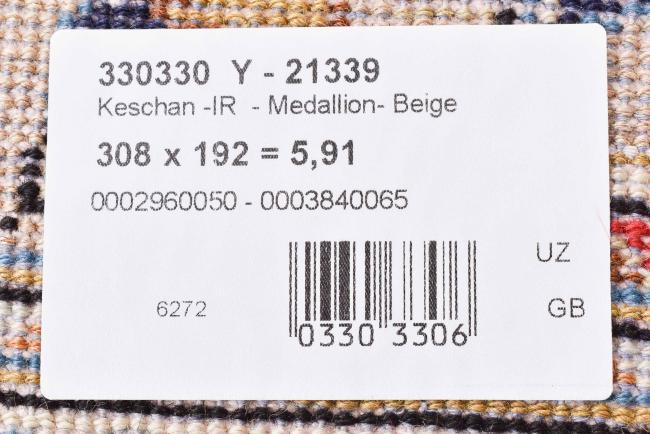 330330 Y - 21339
Keschan -IR - Medallion- Beige
308 x 192 = 5,91
0002960050 - 0003840065
UZ
6272
GB
0330 3306